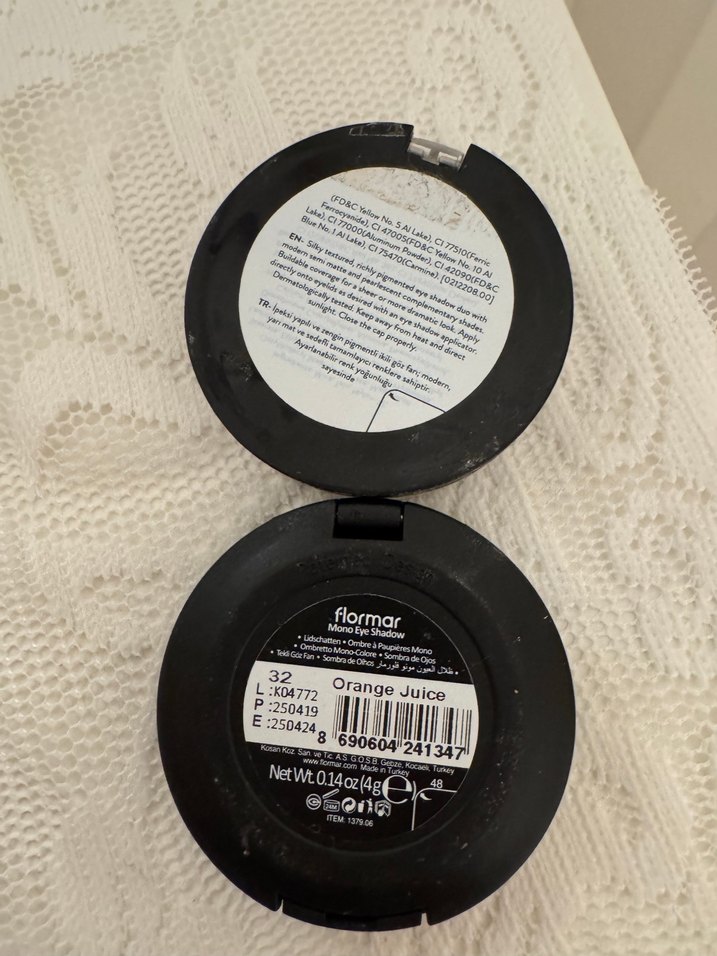 (FD&C Yellow No. 5 Al Lake), CI 77510(Ferric
Ferrocyanide), CI 47005(FD&C Yellow No. 10 Al
Lake), CI 77000(Aluminum Powder), CI 42090(FD&C
Blue No. 1 Al Lake), CI 75470(Carmine). [0212208.00]
EN- Silky textured, richly pigmented eye shadow duo with
modern semi matte and pearlescent complementary shades.
Buildable coverage for a sheer or more dramatic look. Apply
directly onto eyelids as desired with an eye shadow applicator.
Dermatologically tested. Keep away from heat and direct
sunlight. Close the cap properly.
TR- İpeksi yapılı ve zengin pigmentli ikili göz farı; modern,
yarı mat ve sedefli tamamlayıcı renklere sahiptir.
Ayarlanabilir renk yoğunluğu
sayesinde
flormar
Mono Eye Shadow
• Lidschatten • Ombre à Paupières Mono
• Ombretto Mono-Colore • Sombra de Ojos
• Tekli Göz Farı • Sombra de Olhos ظلال العيون مونو فلورمار •
32 Orange Juice
L :K04772
P :250419
E :250424
8 690604 241347
Kosan Koz. San. ve Tic. A.S. G.O.S.B. Gebze, Kocaeli, Turkey
www.flormar.com Made in Turkey
Net Wt. 0.14 oz (4g e
48
24M
ITEM: 1379.06